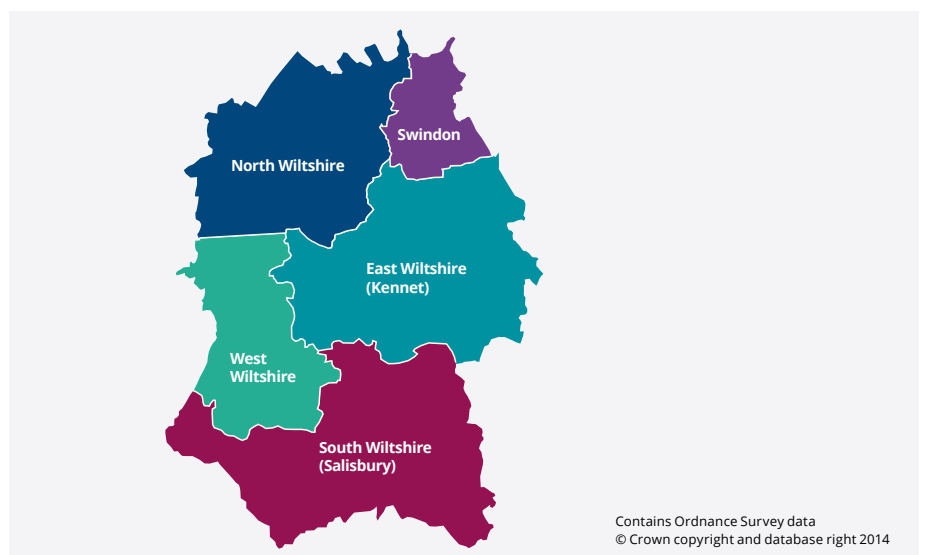 Swindon
North Wiltshire
East Wiltshire
(Kennet)
West
Wiltshire
South Wiltshire
(Salisbury)
Contains Ordnance Survey data
© Crown copyright and database right 2014